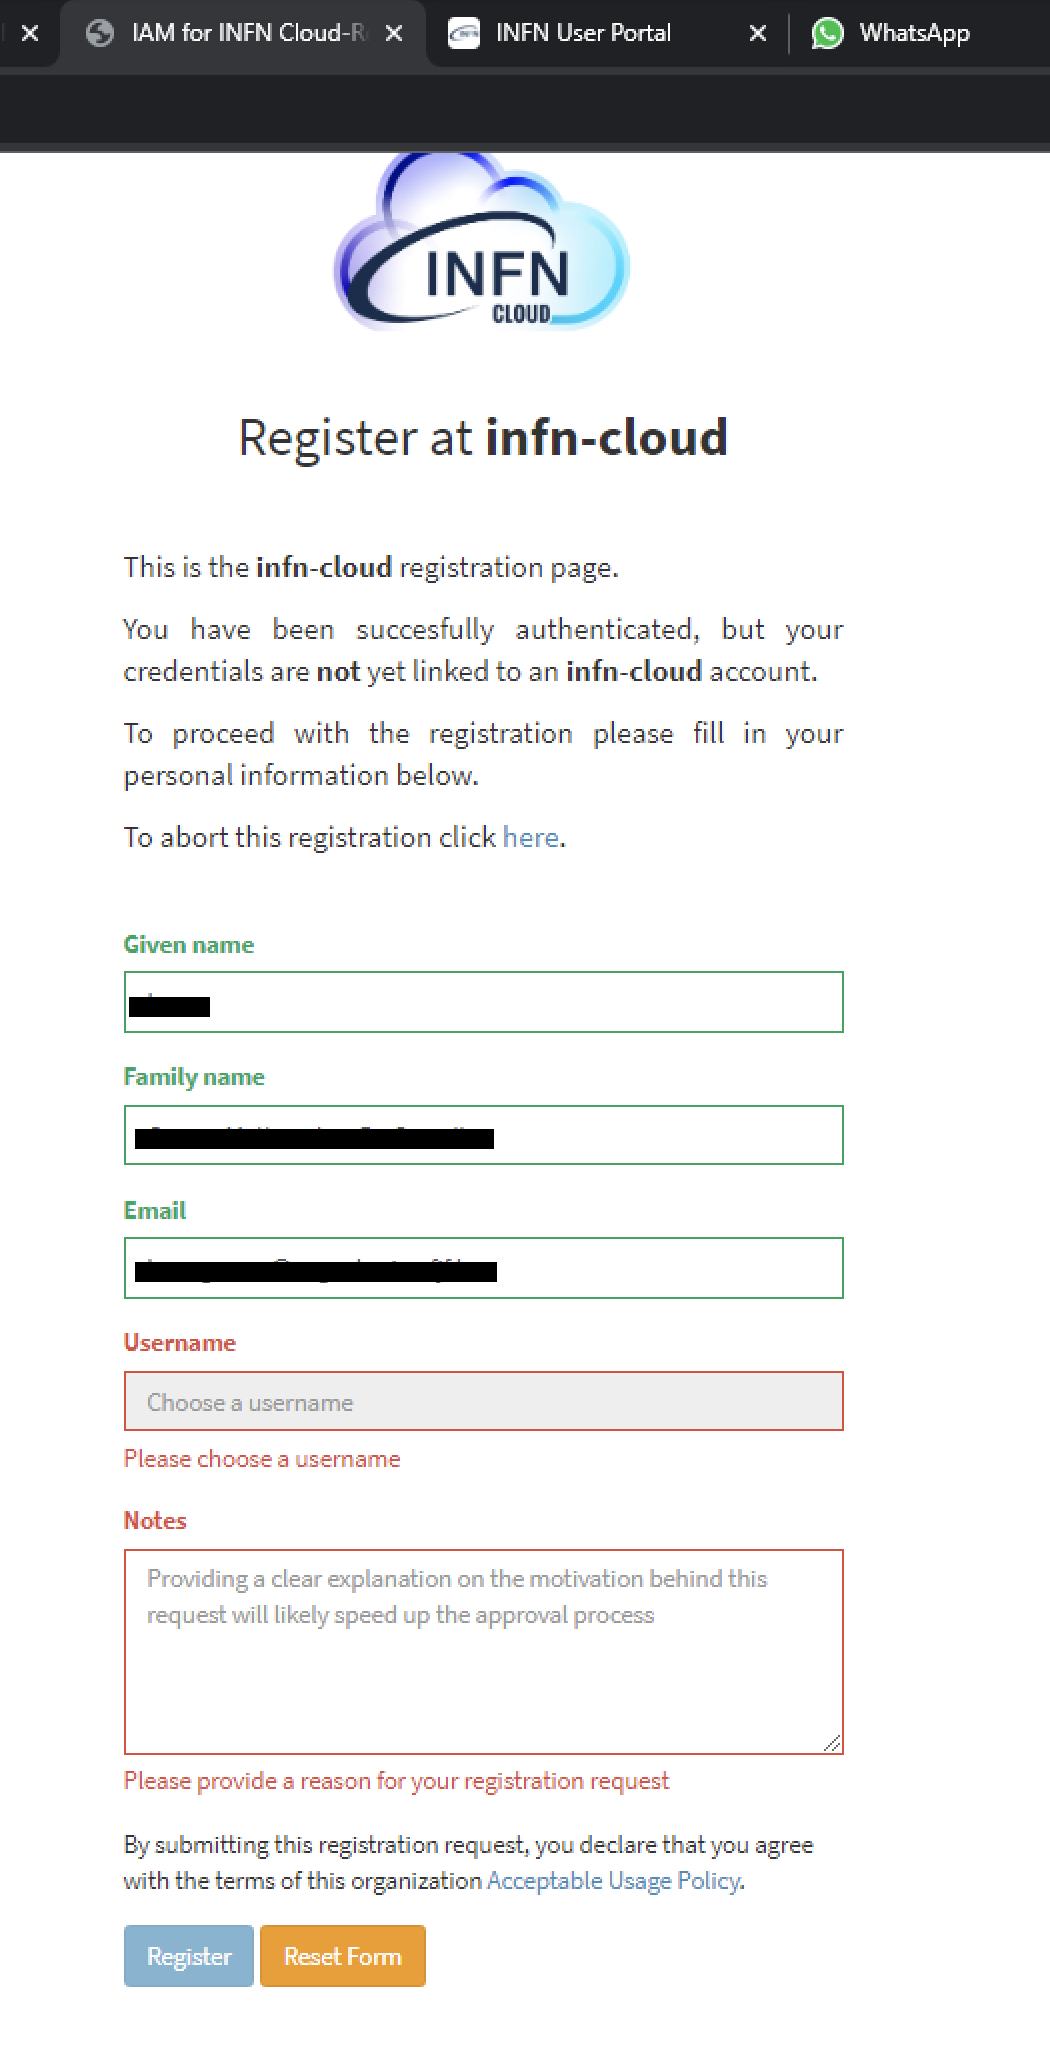 IAM for INFN Cloud-R
INFN User Portal
WhatsApp
INFN
CLOUD
Register at infn-cloud
This is the infn-cloud registration page.
You have been succesfully authenticated, but your
credentials are not yet linked to an infn-cloud account.
To proceed with the registration please fill in your
personal information below.
To abort this registration click here.
Given name
Family name
Email
Username
Choose a username
Please choose a username
Notes
Providing a clear explanation on the motivation behind this
request will likely speed up the approval process
Please provide a reason for your registration request
By submitting this registration request, you declare that you agree
with the terms of this organization Acceptable Usage Policy.
Register
Reset Form